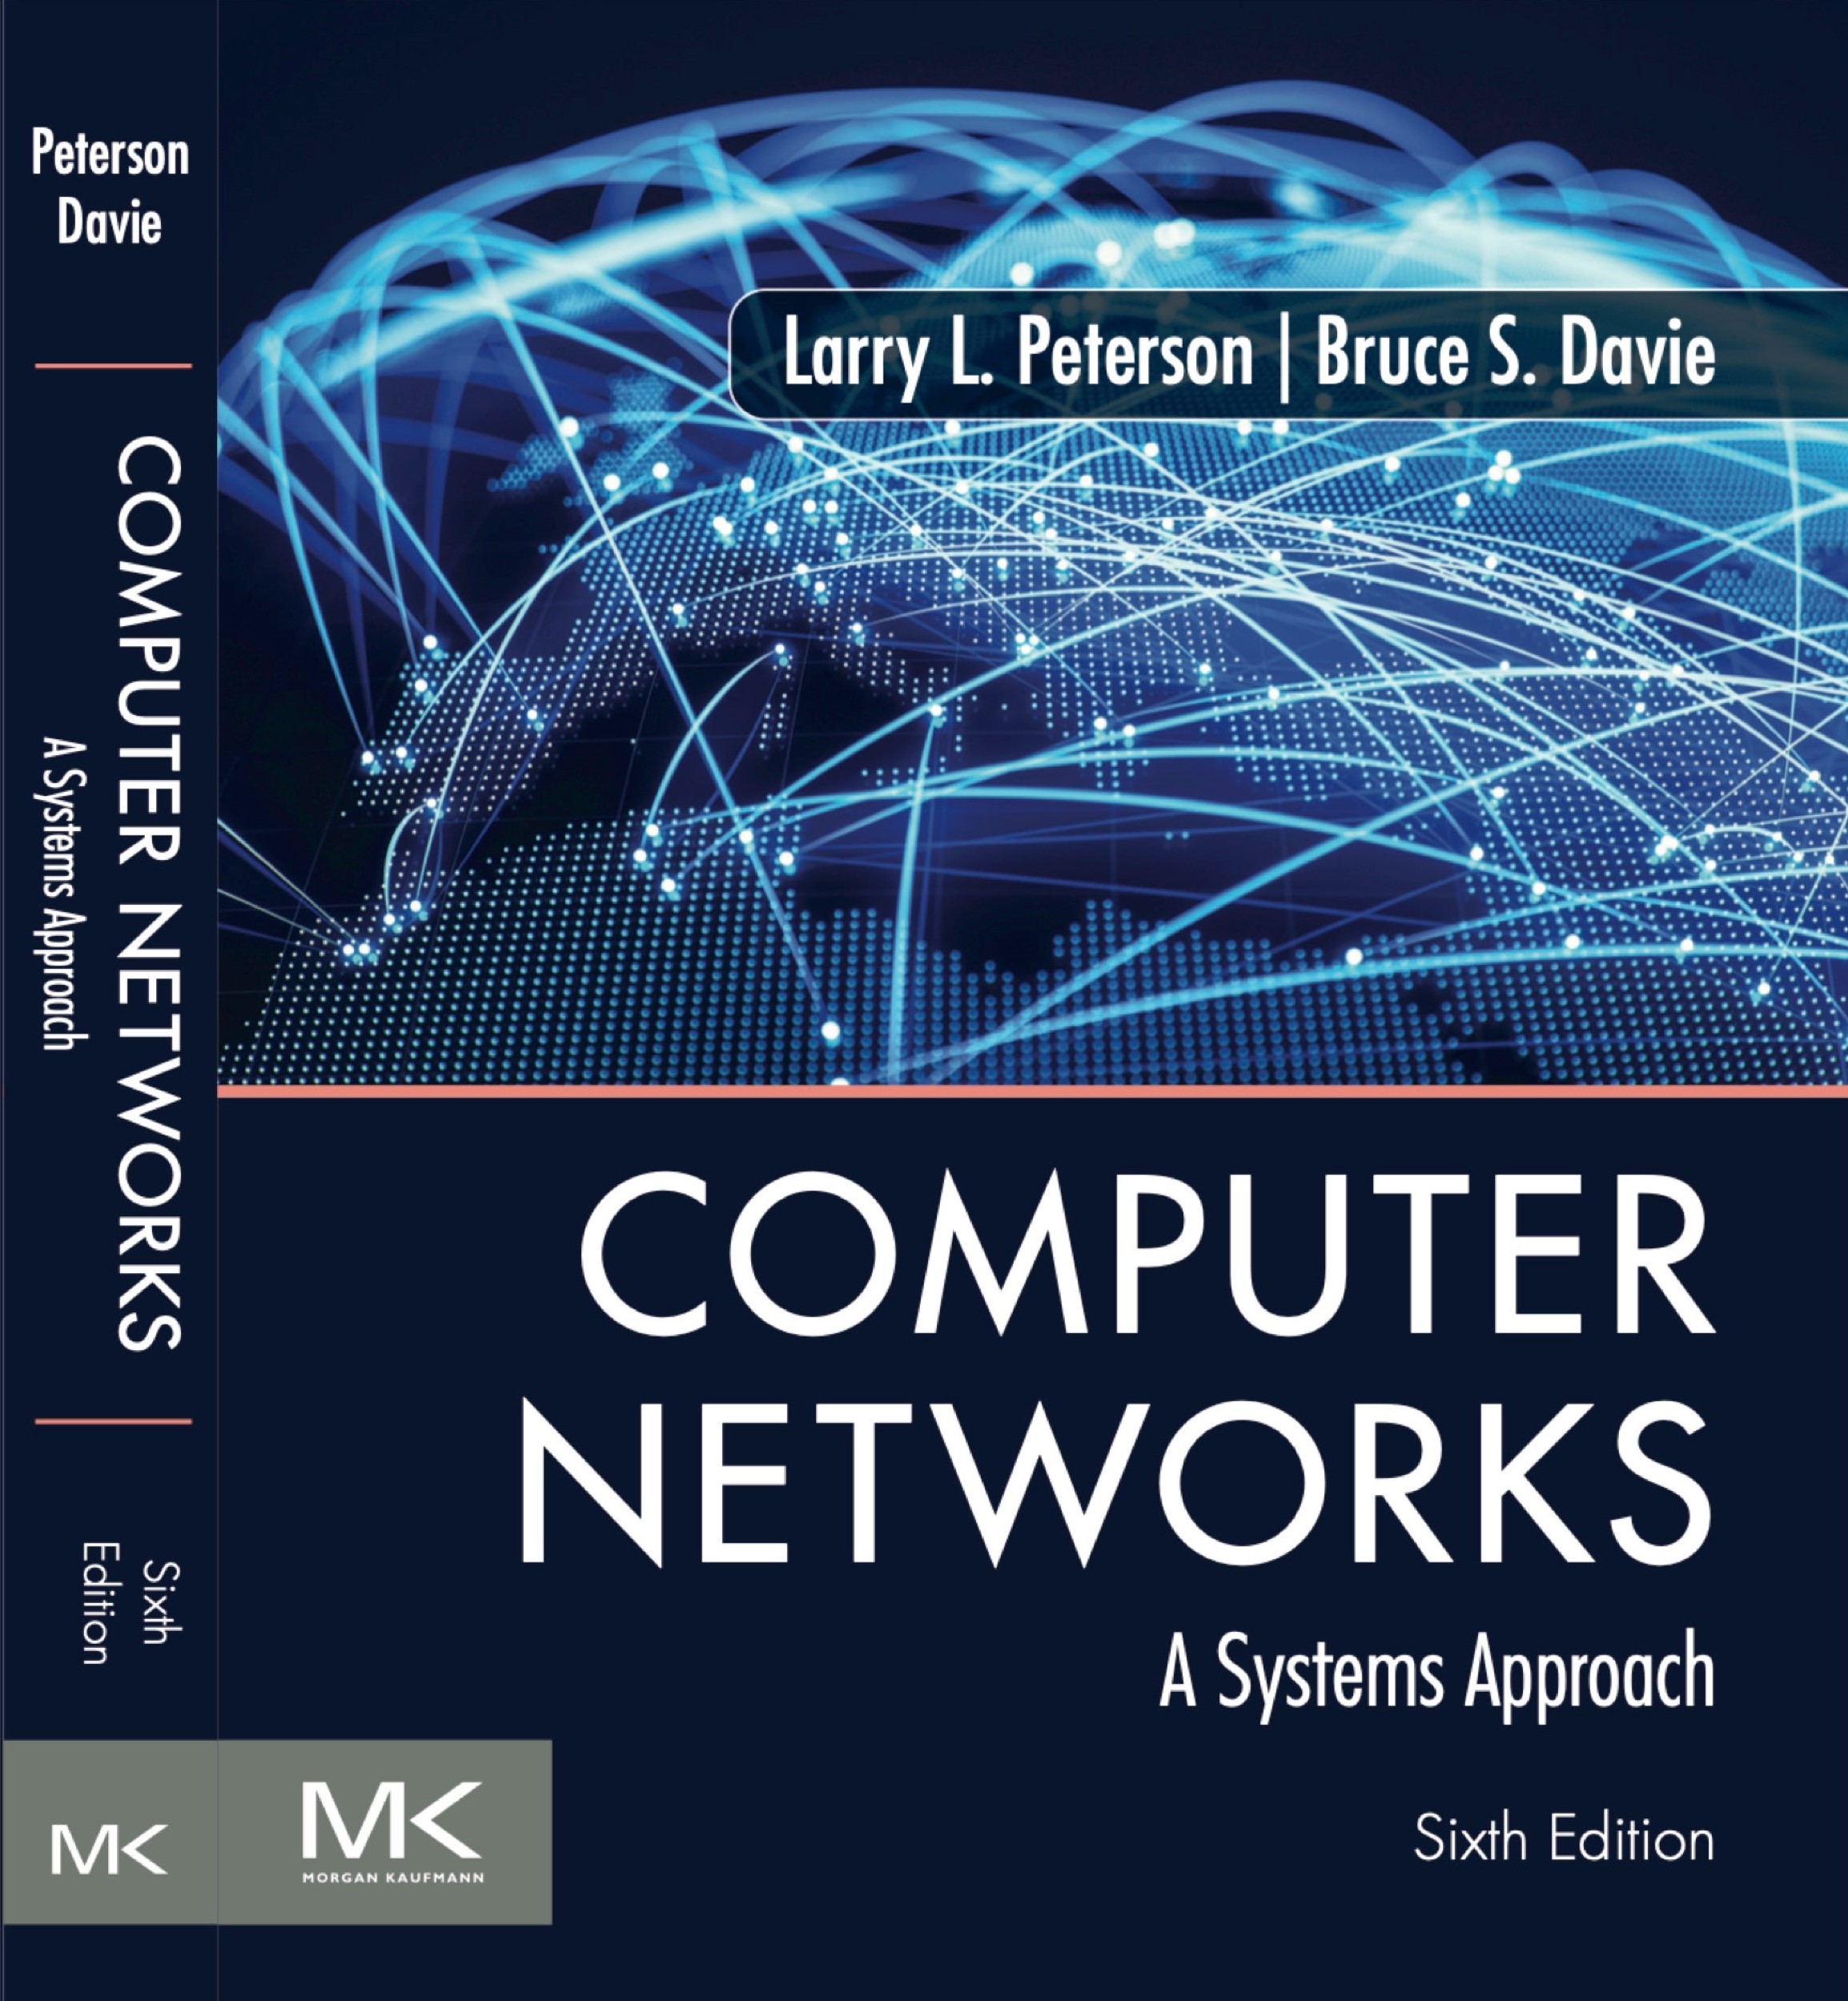 Peterson
Davie
COMPUTER NETWORKS
A Systems Approach
Sixth
Edition
MK
Larry L. Peterson | Bruce S. Davie
COMPUTER
NETWORKS
A Systems Approach
Sixth Edition
MK
MORGAN KAUFMANN